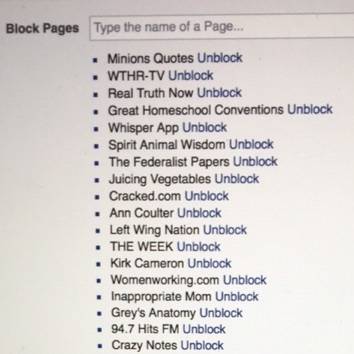 Block Pages Type the name of a Page...
Minions Quotes Unblock
WTHR-TV Unblock
Real Truth Now Unblock
Great Homeschool Conventions Unblock
Whisper App Unblock
Spirit Animal Wisdom Unblock
The Federalist Papers Unblock
Juicing Vegetables Unblock
Cracked.com Unblock
Ann Coulter Unblock
Left Wing Nation Unblock
THE WEEK Unblock
Kirk Cameron Unblock
Womenworking.com Unblock
Inappropriate Mom Unblock
Grey's Anatomy Unblock
94.7 Hits FM Unblock
Crazy Notes Unblock